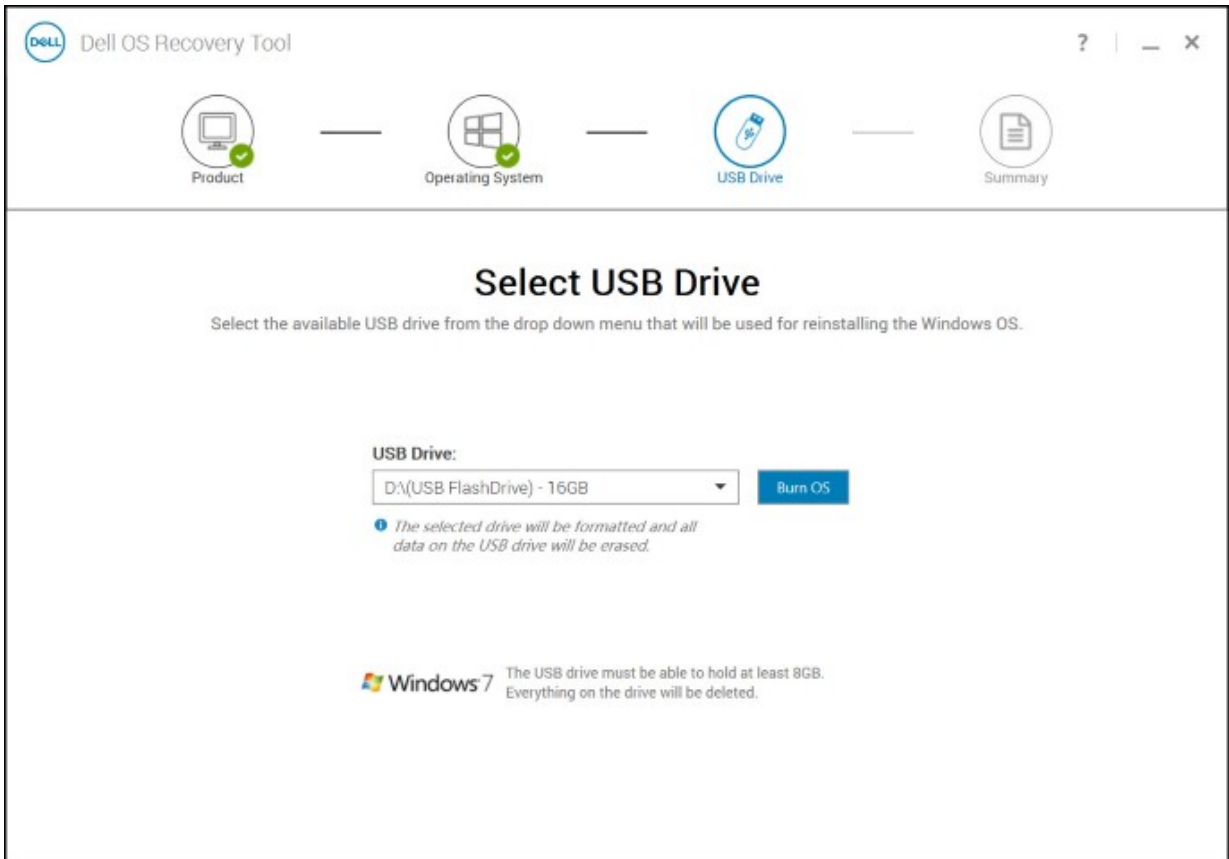 DELL Dell OS Recovery Tool ?
Product Operating System USB Drive Summary
Select USB Drive
Select the available USB drive from the drop down menu that will be used for reinstalling the Windows OS.
USB Drive:
D:\(USB FlashDrive) - 16GB Burn OS
The selected drive will be formatted and all
data on the USB drive will be erased.
Windows 7 The USB drive must be able to hold at least 8GB.
Everything on the drive will be deleted.